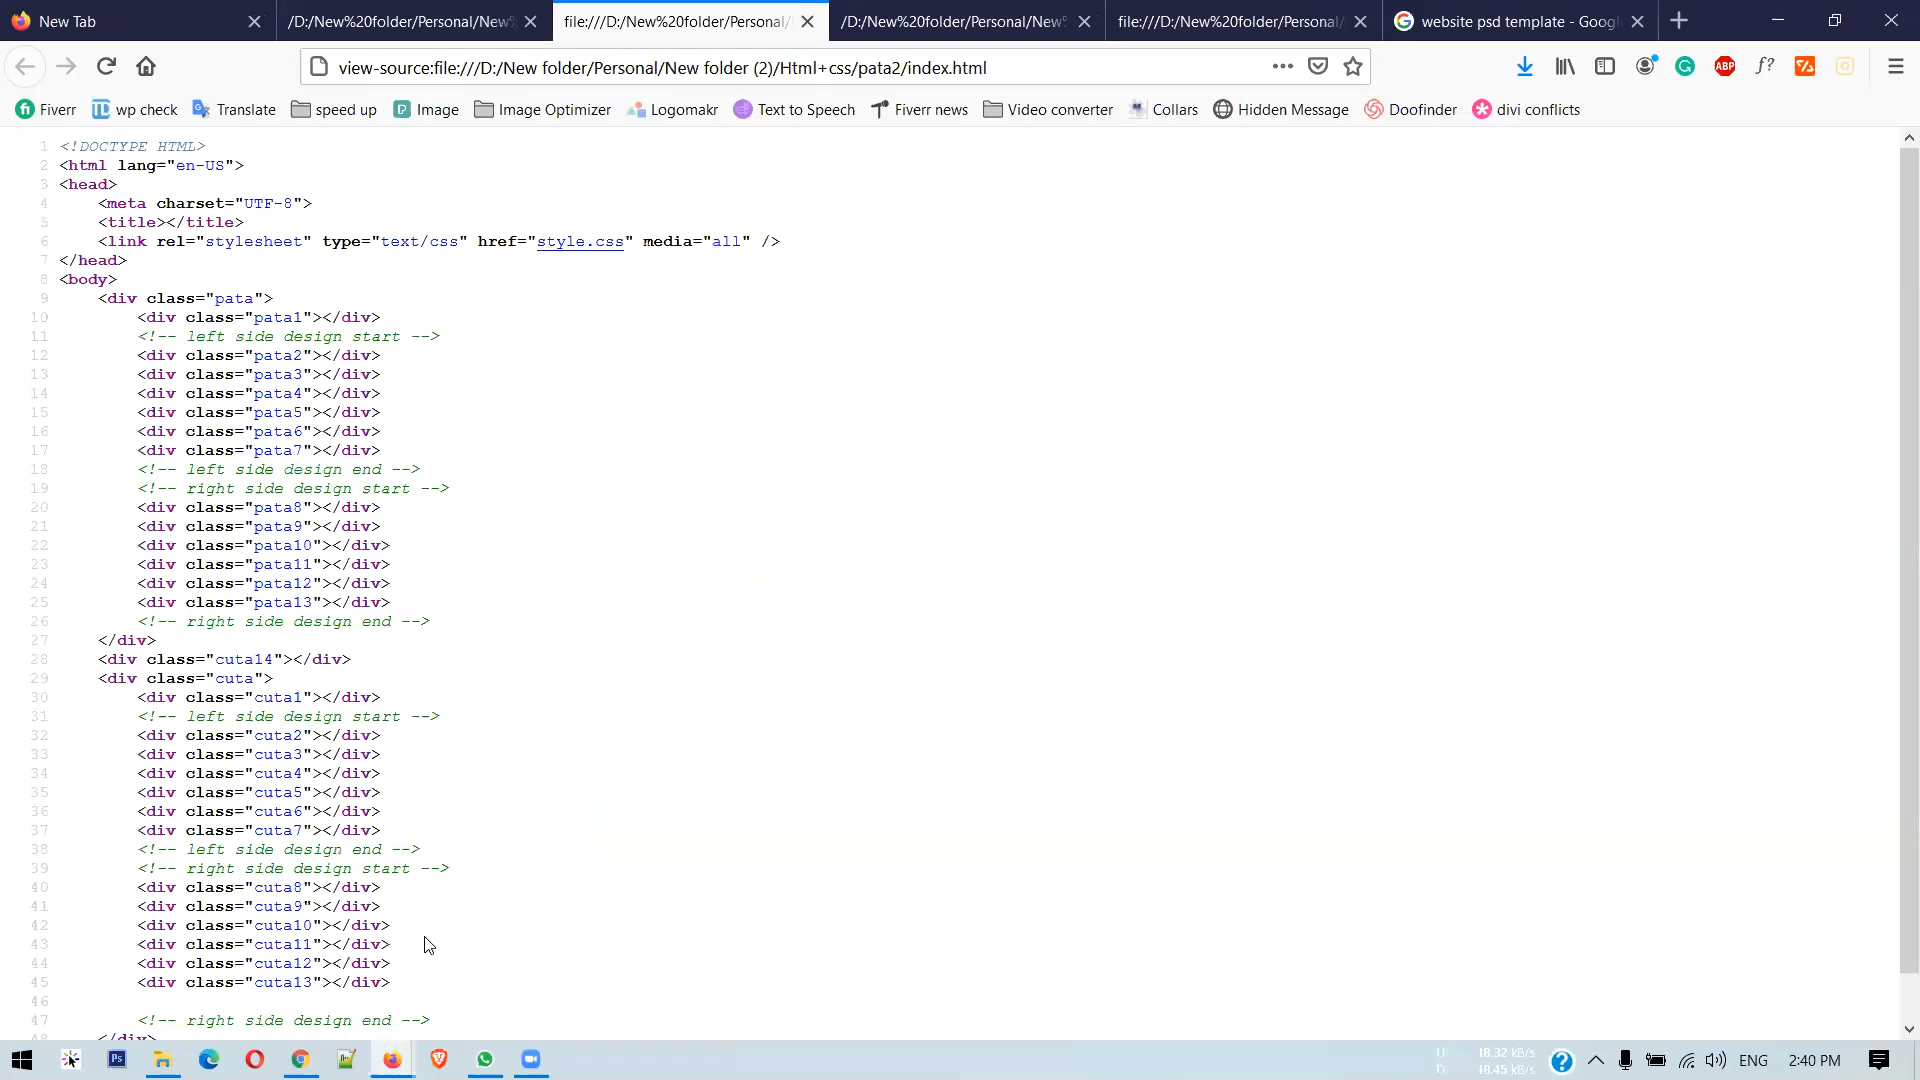 New Tab
/D:/New%20folder/Personal/New%
file:///D:/New%20folder/Personal/
/D:/New%20folder/Personal/New%
file:///D:/New%20folder/Personal/
website psd template - Google
view-source:file:///D:/New folder/Personal/New folder (2)/Html+css/pata2/index.html
ABP
f?
Fiverr
wp check
Translate
speed up
Image
Image Optimizer
Logomakr
Text to Speech
Fiverr news
Video converter
Collars
Hidden Message
Doofinder
divi conflicts
1 <!DOCTYPE HTML>
2 <html lang="en-US">
3 <head>
4 <meta charset="UTF-8">
5 <title></title>
6 <link rel="stylesheet" type="text/css" href="style.css" media="all" />
7 </head>
8 <body>
9 <div class="pata">
10 <div class="pata1"></div>
11 <!-- left side design start -->
12 <div class="pata2"></div>
13 <div class="pata3"></div>
14 <div class="pata4"></div>
15 <div class="pata5"></div>
16 <div class="pata6"></div>
17 <div class="pata7"></div>
18 <!-- left side design end -->
19 <!-- right side design start -->
20 <div class="pata8"></div>
21 <div class="pata9"></div>
22 <div class="pata10"></div>
23 <div class="pata11"></div>
24 <div class="pata12"></div>
25 <div class="pata13"></div>
26 <!-- right side design end -->
27 </div>
28 <div class="cuta14"></div>
29 <div class="cuta">
30 <div class="cuta1"></div>
31 <!-- left side design start -->
32 <div class="cuta2"></div>
33 <div class="cuta3"></div>
34 <div class="cuta4"></div>
35 <div class="cuta5"></div>
36 <div class="cuta6"></div>
37 <div class="cuta7"></div>
38 <!-- left side design end -->
39 <!-- right side design start -->
40 <div class="cuta8"></div>
41 <div class="cuta9"></div>
42 <div class="cuta10"></div>
43 <div class="cuta11"></div>
44 <div class="cuta12"></div>
45 <div class="cuta13"></div>
46
47 <!-- right side design end -->
48 </div>
Ps
U: 18.32 kB/s
D: 18.45 kB/s
ENG
2:40 PM